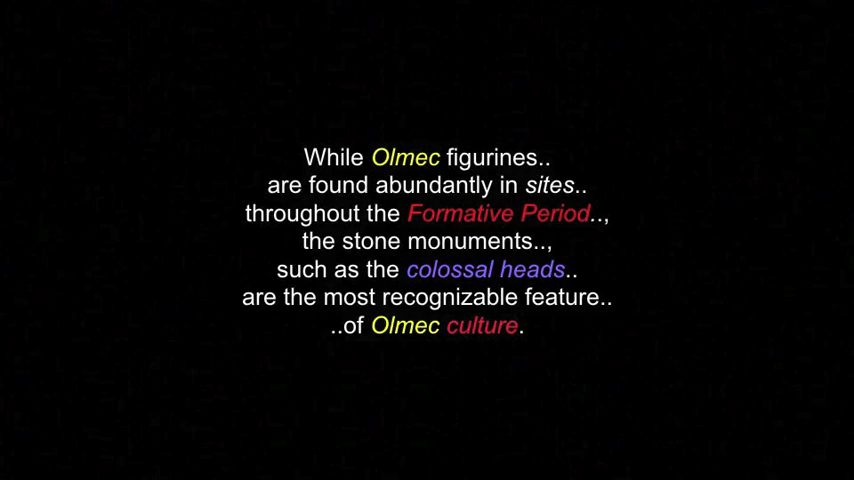 While Olmec figurines..
are found abundantly in sites..
throughout the Formative Period..,
the stone monuments..,
such as the colossal heads..
are the most recognizable feature..
..of Olmec culture.